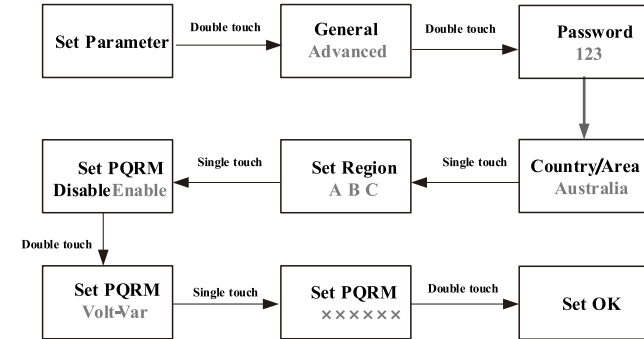 Double touch
Double touch
Set Parameter
General
Advanced
Password
123
Set PQRM
Disable Enable
Single touch
Set Region
A B C
Single touch
Country/Area
Australia
Double touch
Set PQRM
Volt-Var
Single touch
Set PQRM
××××××
Double touch
Set OK